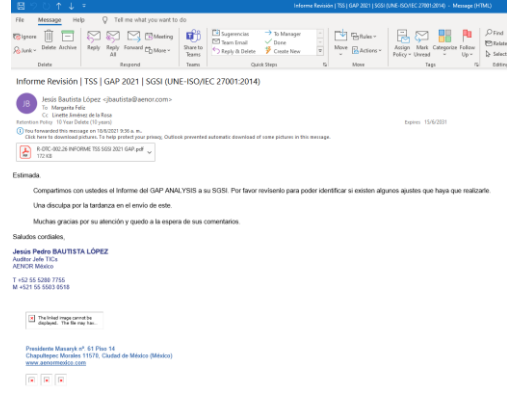 Informe Revisión | TSS | GAP 2021 | SGSI (UNE-ISO/IEC 27001:2014) - Message (HTML)
File Message Help Tell me what you want to do
Ignore
Junk
Delete Archive
Reply Reply All Forward
Meeting
More
Share to Teams
Sugerencias
Team Email
Reply & Delete
To Manager
Done
Create New
Move
Rules
Actions
Assign Policy Mark Unread Categorize Follow Up
Find
Relate
Select
Delete Respond Teams Quick Steps Move Tags
Informe Revisión | TSS | GAP 2021 | SGSI (UNE-ISO/IEC 27001:2014)
JB
Jesús Bautista López <jbautista@aenor.com>
To Margarita Feliz
Cc Linette Jiménez de la Rosa
Retention Policy 10 Year Delete (10 years)
Expires 15/6/2031
You forwarded this message on 18/6/2021 9:36 a. m..
Click here to download pictures. To help protect your privacy, Outlook prevented automatic download of some pictures in this message.
R-DTC-002.26 INFORME TSS SGSI 2021 GAP.pdf
172 KB
Estimada.
Compartimos con ustedes el Informe del GAP ANALYSIS a su SGSI. Por favor revísenlo para poder identificar si existen algunos ajustes que haya que realizarle.
Una disculpa por la tardanza en el envío de este.
Muchas gracias por su atención y quedo a la espera de sus comentarios.
Saludos cordiales,
Jesús Pedro BAUTISTA LÓPEZ
Auditor Jefe TICs
AENOR México
T +52 55 5280 7755
M +521 55 5503 0518
The linked image cannot be displayed. The file may hav...
Presidente Masaryk nº. 61 Piso 14
Chapultepec Morales 11570, Ciudad de México (México)
www.aenormexico.com